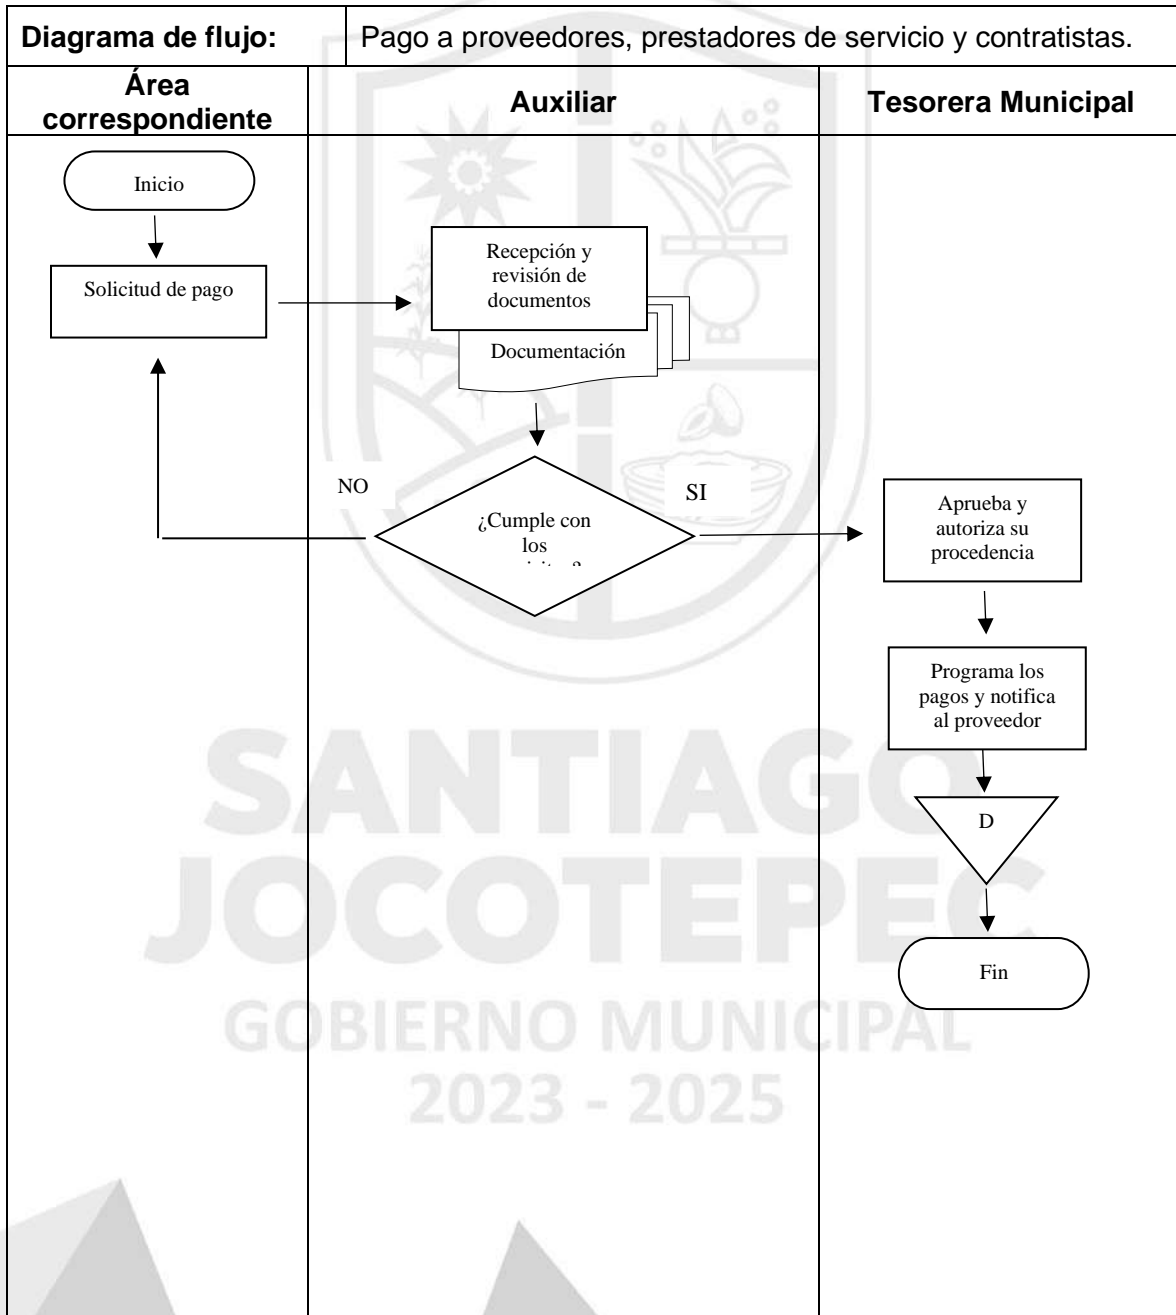 Diagrama de flujo:
Pago a proveedores, prestadores de servicio y contratistas.
Área
correspondiente
Auxiliar
Tesorera Municipal
Inicio
Solicitud de pago
Recepción y
revisión de
documentos
Documentación
NO
¿Cumple con
los
SI
Aprueba y
autoriza su
procedencia
Programa los
pagos y notifica
al proveedor
D
Fin
SANTIAGO
JOCOTEPEC
GOBIERNO MUNICIPAL
2023 - 2025